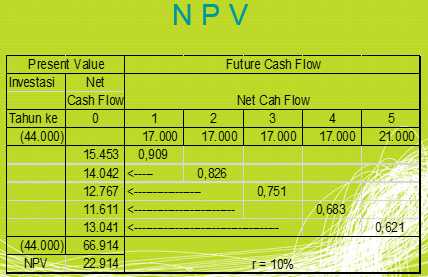 NPV
Present Value Future Cash Flow
Investasi Net
Cash Flow Net Cah Flow
Tahun ke 0 1 2 3 4 5
(44.000) 17.000 17.000 17.000 17.000 21.000
15.453 0,909
14.042 <----- 0,826
12.767 <------------------ 0,751
11.611 <--------------------------- 0,683
13.041 <-------------------------------------- 0,621
(44.000) 66.914
NPV 22.914 r = 10%